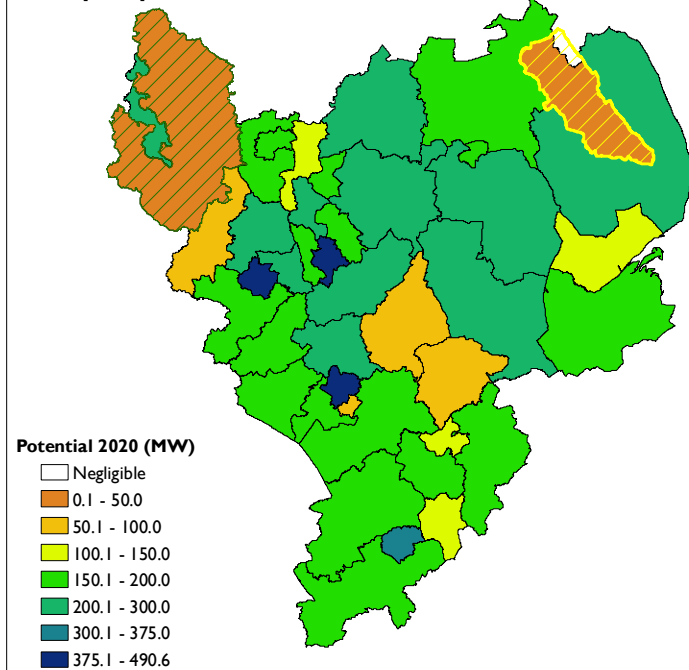 Potential 2020 (MW)
Negligible
0.1 - 50.0
50.1 - 100.0
100.1 - 150.0
150.1 - 200.0
200.1 - 300.0
300.1 - 375.0
375.1 - 490.6